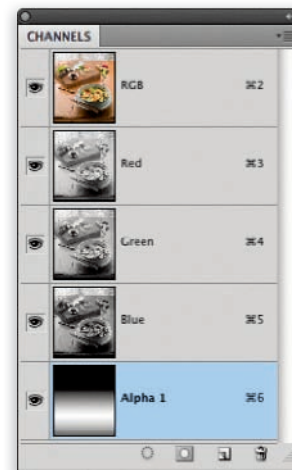 CHANNELS
RGB ⌘2
Red ⌘3
Green ⌘4
Blue ⌘5
Alpha 1 ⌘6